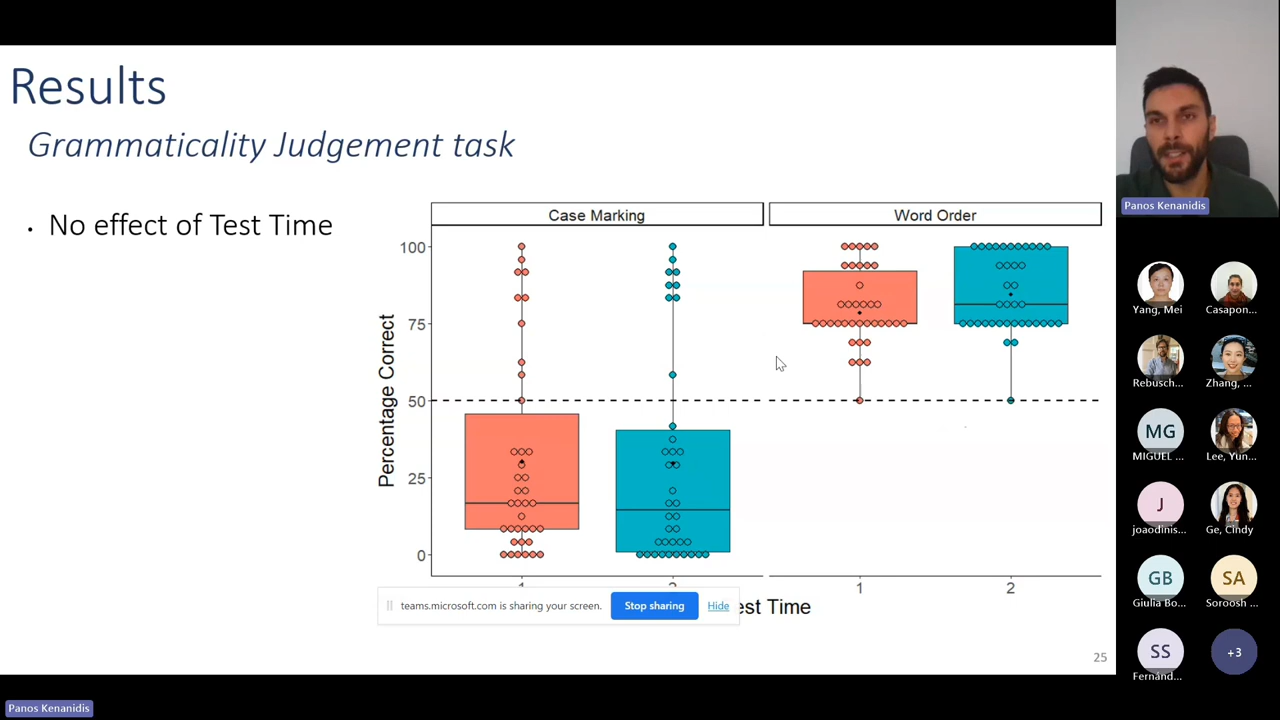 Results
Grammaticality Judgement task
• No effect of Test Time
Case Marking
Word Order
100
75
50
25
0
Percentage Correct
1
1
2
est Time
teams.microsoft.com is sharing your screen.
Stop sharing
Hide
25
Panos Kenanidis
Yang, Mei
Casapon...
Rebusch...
Zhang, ...
MG
MIGUEL ...
Lee, Yun...
J
joaodinis...
Ge, Cindy
GB
Giulia Bo...
SA
Soroosh ...
SS
Fernánd...
+3
Panos Kenanidis